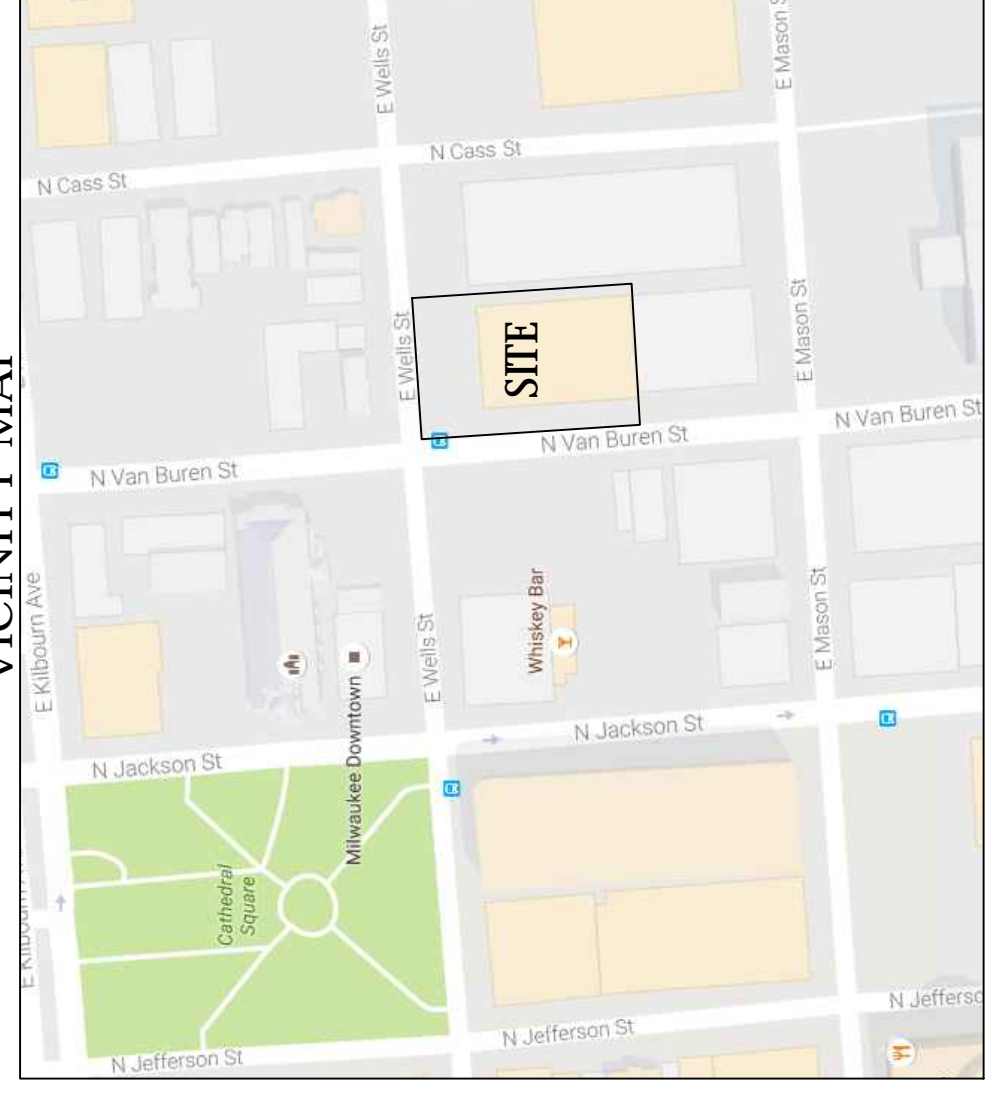 VICINITY MAP
E Wells St
E Mason S
N Cass St
N Cass St
E Wells St
E Mason St
SITE
N Van Buren St
N Van Buren St
N Van Buren St
E Kilbourn Ave
E Wells St
Whiskey Bar
E Mason St
N Jackson St
N Jackson St
Milwaukee Downtown
Cathedral
Square
N Jefferson St
N Jefferson St
N Jefferso